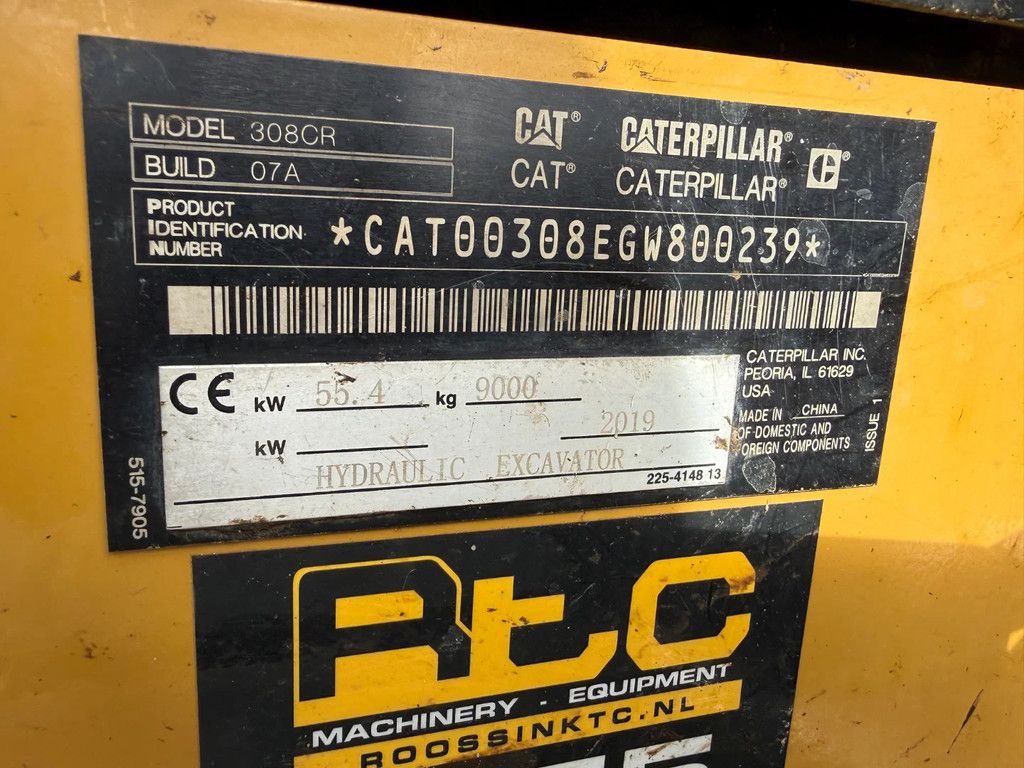 MODEL 308CR
BUILD 07A
CAT® CATERPILLAR®
CAT® CATERPILLAR®
PRODUCT
IDENTIFICATION
NUMBER
*CAT00308EGW800239*
CE kW 55.4 kg 9000
kW 2019
HYDRAULIC EXCAVATOR
225-4148 13
CATERPILLAR INC.
PEORIA, IL 61629
USA
MADE IN CHINA
OF DOMESTIC AND
OREIGN COMPONENTS
ISSUE 1
515-7905
RtC
MACHINERY · EQUIPMENT
ROOSSINKTC.NL